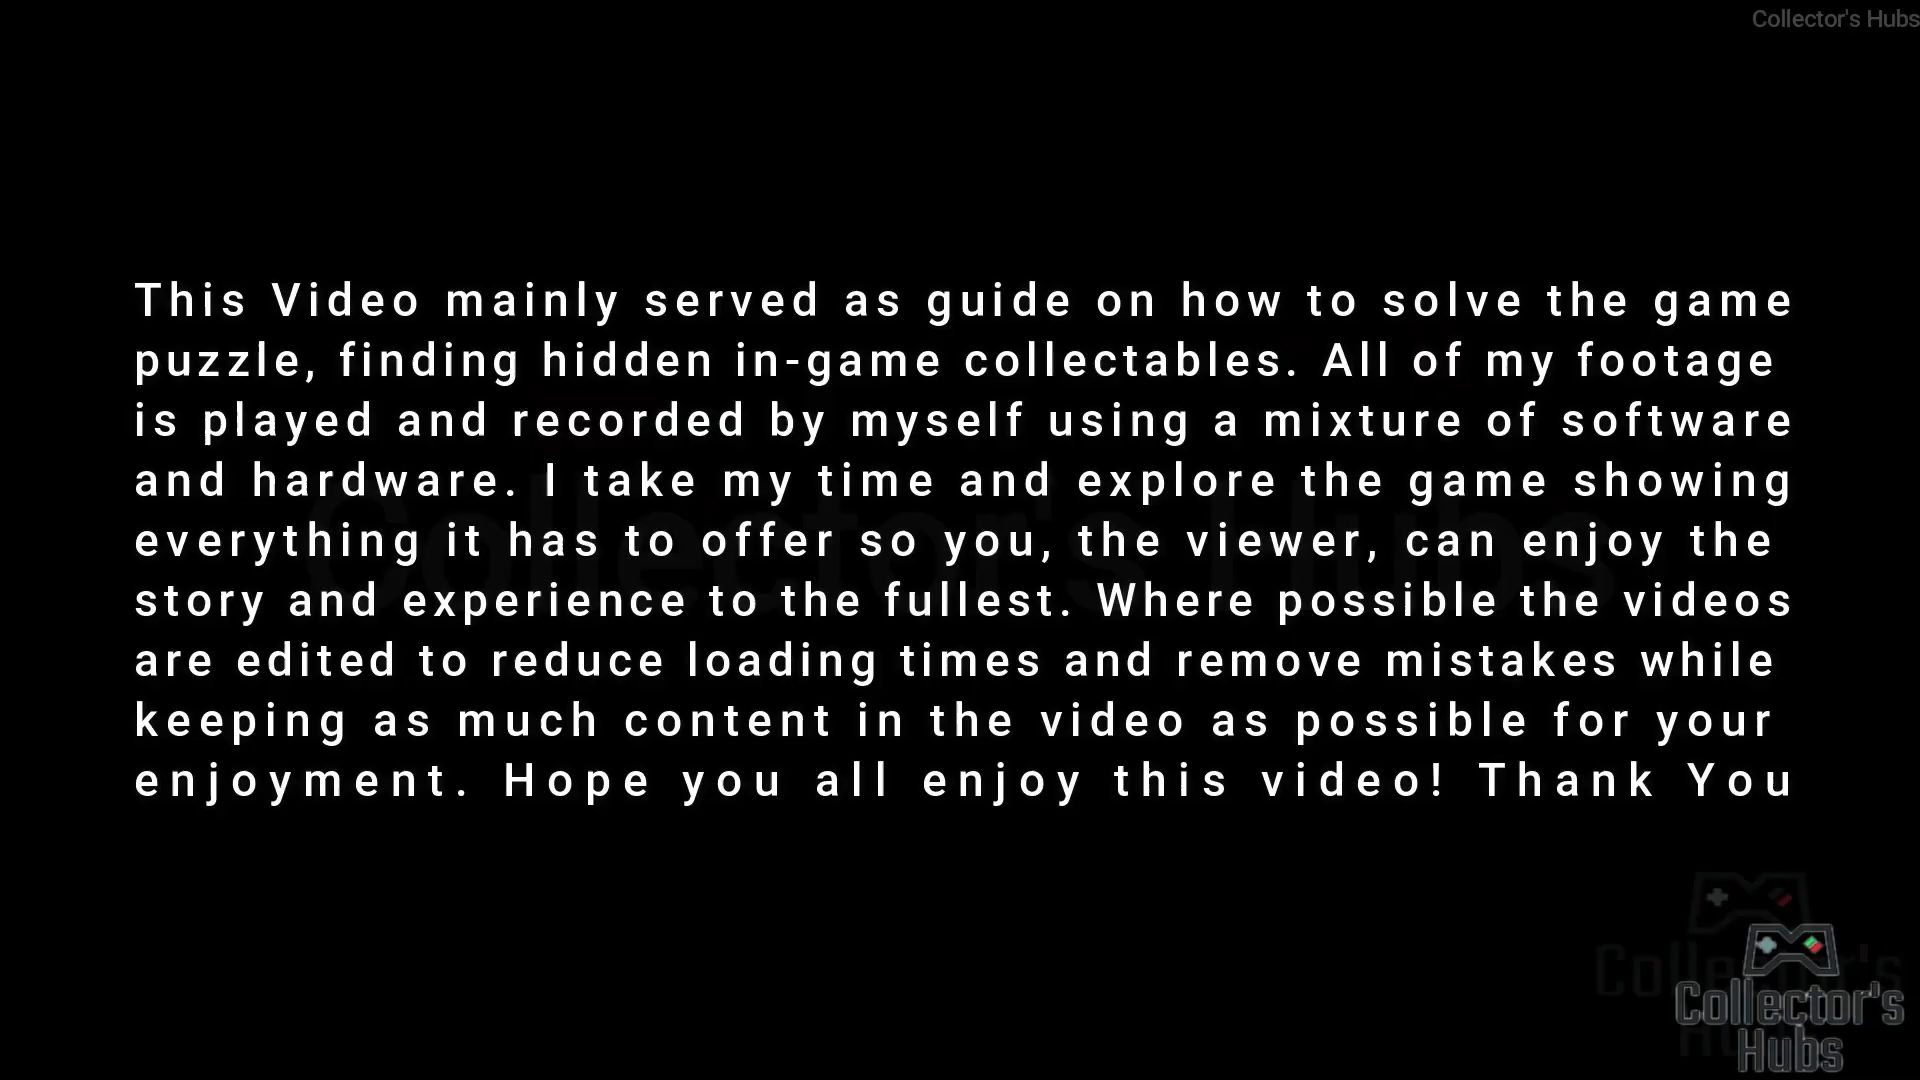 Collector's Hubs
This Video mainly served as guide on how to solve the game
puzzle, finding hidden in-game collectables. All of my footage
is played and recorded by myself using a mixture of software
and hardware. I take my time and explore the game showing
everything it has to offer so you, the viewer, can enjoy the
story and experience to the fullest. Where possible the videos
are edited to reduce loading times and remove mistakes while
keeping as much content in the video as possible for your
enjoyment. Hope you all enjoy this video! Thank You
Collector's Hubs
Collector's
Hubs
Collector's
Hubs